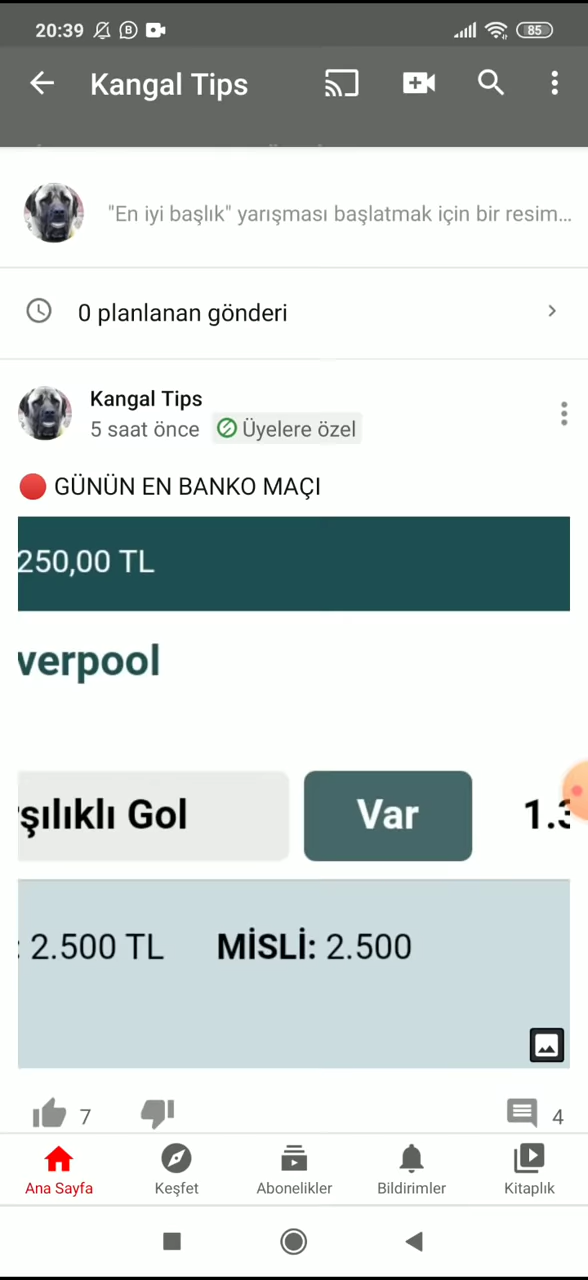 20:39 85
Kangal Tips
"En iyi başlık" yarışması başlatmak için bir resim...
0 planlanan gönderi
Kangal Tips
5 saat önce Üyelere özel
GÜNÜN EN BANKO MAÇI
250,00 TL
verpool
şılıklı Gol Var 1.3
: 2.500 TL MİSLİ: 2.500
7 4
Ana Sayfa Keşfet Abonelikler Bildirimler Kitaplık